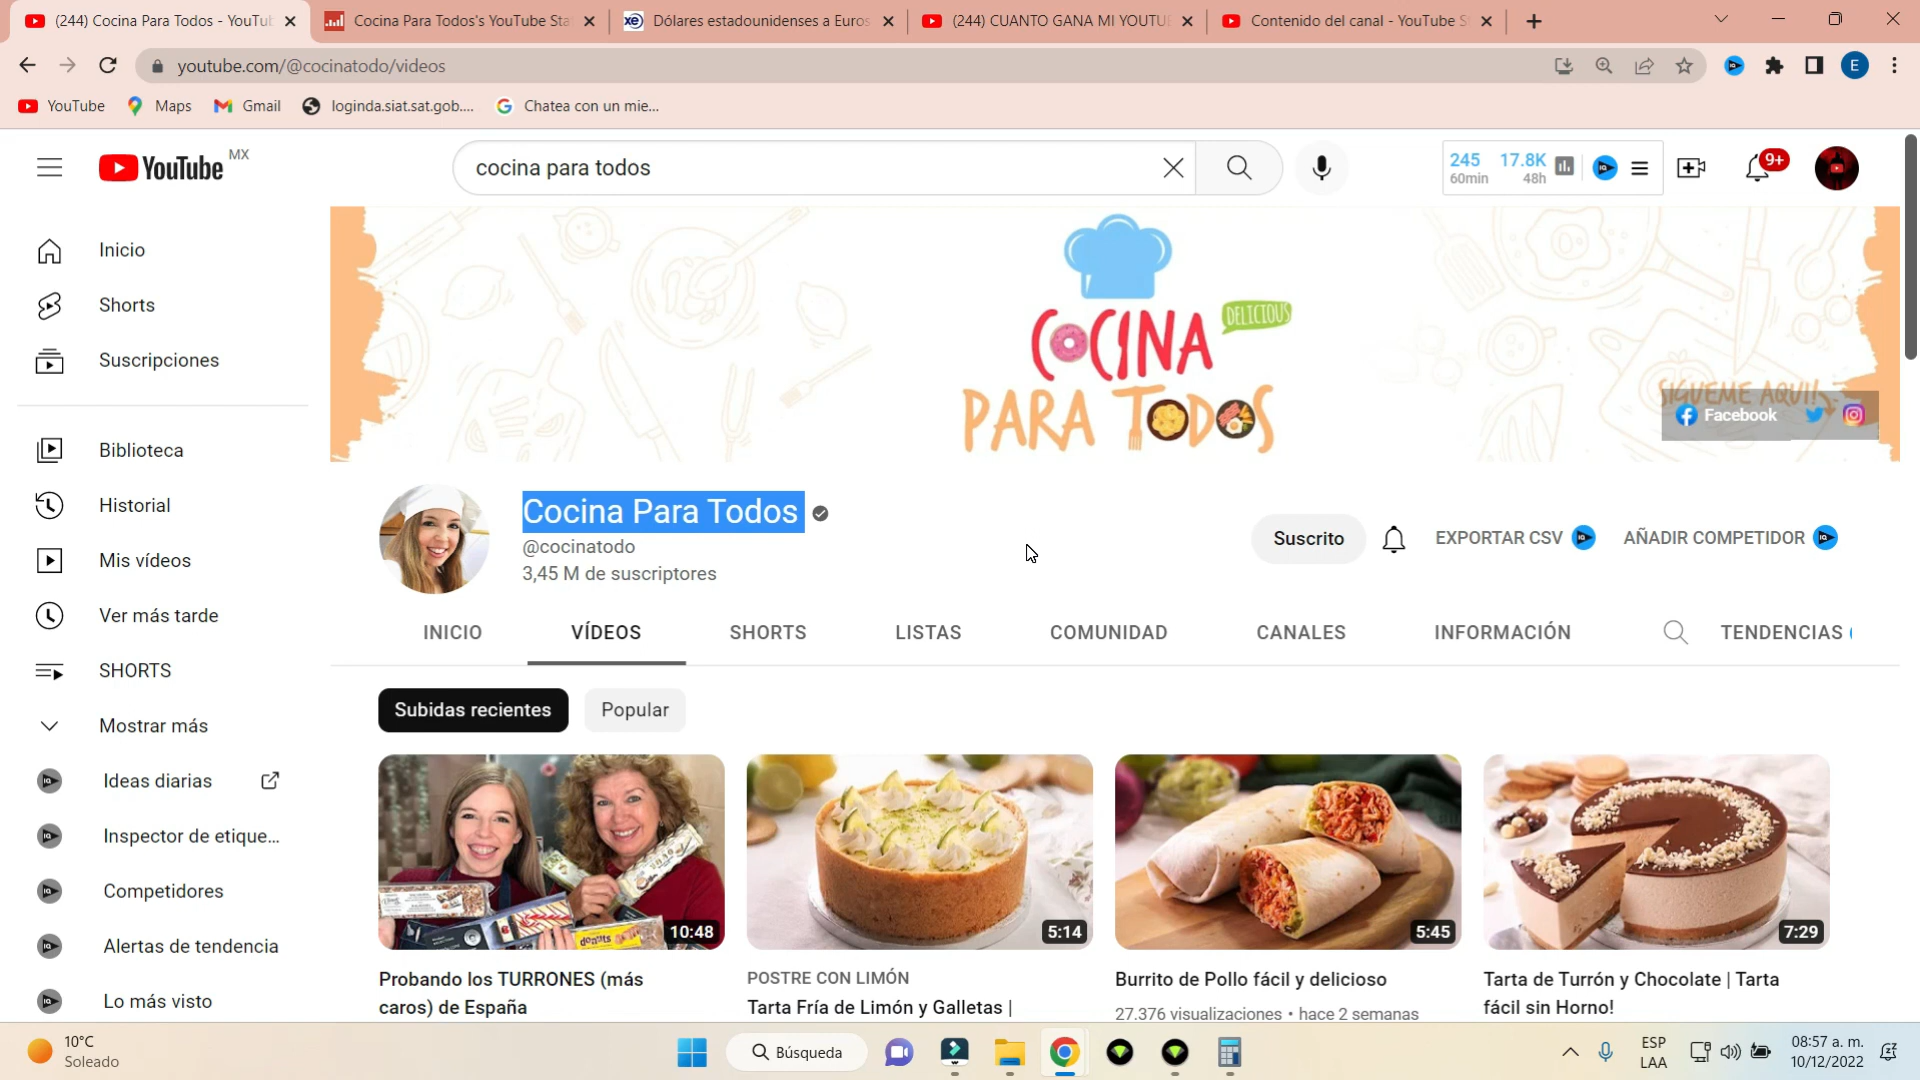 (244) Cocina Para Todos - YouTub
Cocina Para Todos's YouTube Sta
Dólares estadounidenses a Euros
(244) CUANTO GANA MI YOUTU
Contenido del canal - YouTube S
youtube.com/@cocinatodo/videos
E
YouTube
Maps
Gmail
loginda.siat.sat.gob....
Chatea con un mie...
YouTube MX
cocina para todos
245 17.8K
60min 48h
9+
Inicio
Shorts
Suscripciones
Biblioteca
Historial
Mis vídeos
Ver más tarde
SHORTS
Mostrar más
Ideas diarias
Inspector de etique...
Competidores
Alertas de tendencia
Lo más visto
COCINA
DELICIOUS
PARA TODOS
SIGUEME AQUI!
Facebook
Cocina Para Todos
@cocinatodo
3,45 M de suscriptores
Suscrito
EXPORTAR CSV
AÑADIR COMPETIDOR
INICIO
VÍDEOS
SHORTS
LISTAS
COMUNIDAD
CANALES
INFORMACIÓN
TENDENCIAS
Subidas recientes
Popular
10:48
5:14
5:45
7:29
Probando los TURRONES (más
caros) de España
POSTRE CON LIMÓN
Tarta Fría de Limón y Galletas |
Burrito de Pollo fácil y delicioso
27.376 visualizaciones • hace 2 semanas
Tarta de Turrón y Chocolate | Tarta
fácil sin Horno!
10°C
Soleado
Búsqueda
ESP
LAA
08:57 a. m.
10/12/2022